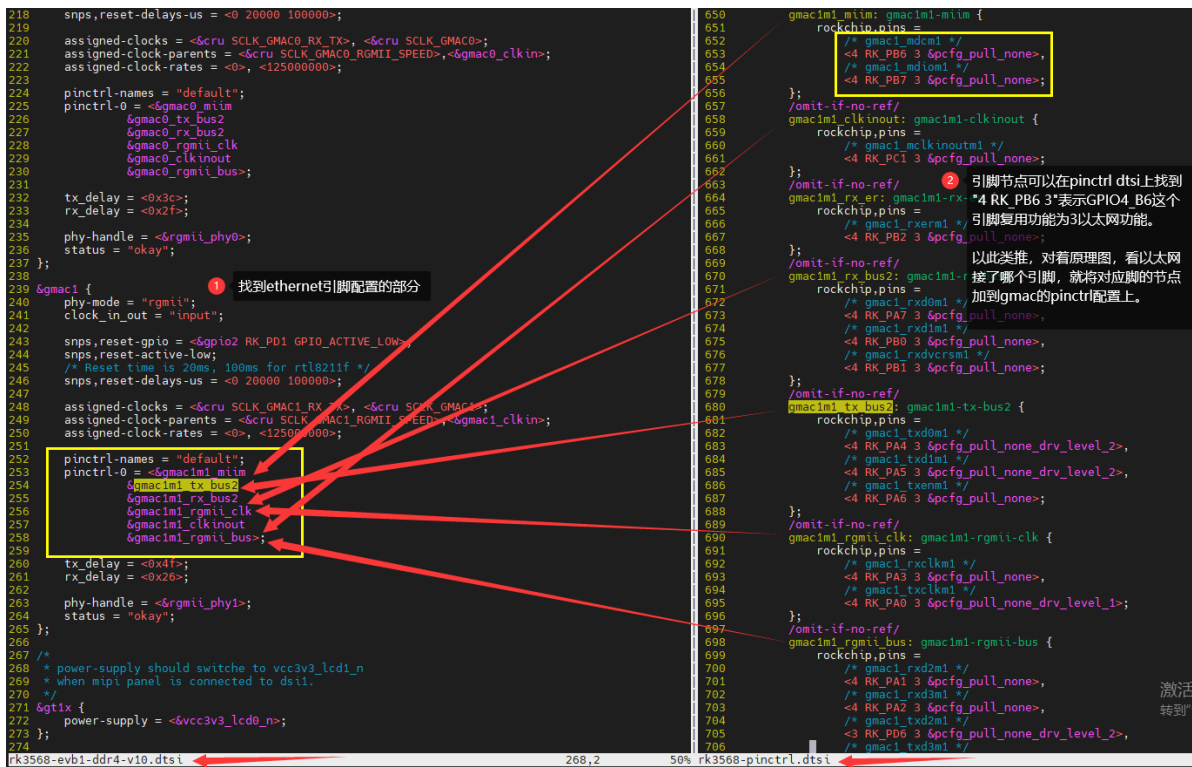 218 snps,reset-delays-us = <0 20000 100000>;
219
220 assigned-clocks = <&cru SCLK_GMAC0_RX_TX>, <&cru SCLK_GMAC0>;
221 assigned-clock-parents = <&cru SCLK_GMAC0_RGMII_SPEED>,<&gmac0_clkin>;
222 assigned-clock-rates = <0>, <125000000>;
223
224 pinctrl-names = "default";
225 pinctrl-0 = <&gmac0_miim
226 &gmac0_tx_bus2
227 &gmac0_rx_bus2
228 &gmac0_rgmii_clk
229 &gmac0_clkinout
230 &gmac0_rgmii_bus>;
231
232 tx_delay = <0x3c>;
233 rx_delay = <0x2f>;
234
235 phy-handle = <&rgmii_phy0>;
236 status = "okay";
237 };
238
239 &gmac1 {
240 phy-mode = "rgmii";
241 clock_in_out = "input";
242
243 snps,reset-gpio = <&gpio2 RK_PD1 GPIO_ACTIVE_LOW>
244 snps,reset-active-low;
245 /* Reset time is 20ms, 100ms for rtl8211f */
246 snps,reset-delays-us = <0 20000 100000>;
247
248 assigned-clocks = <&cru SCLK_GMAC1_RX_TX>, <&cru SCLK_GMAC1>;
249 assigned-clock-parents = <&cru SCLK_GMAC1_RGMII_SPEED>,<&gmac1_clkin>;
250 assigned-clock-rates = <0>, <125000000>;
251
252 pinctrl-names = "default";
253 pinctrl-0 = <&gmac1m1_miim
254 &gmac1m1_tx_bus2
255 &gmac1m1_rx_bus2
256 &gmac1m1_rgmii_clk
257 &gmac1m1_clkinout
258 &gmac1m1_rgmii_bus>;
259
260 tx_delay = <0x4f>;
261 rx_delay = <0x26>;
262
263 phy-handle = <&rgmii_phy1>;
264 status = "okay";
265 };
266
267 /*
268 * power-supply should switche to vcc3v3_lcd1_n
269 * when mipi panel is connected to dsi1.
270 */
271 &gt1x {
272 power-supply = <&vcc3v3_lcd0_n>;
273 };
274
rk3568-evb1-ddr4-v10.dtsi 268,2 50%
1 找到ethernet引脚配置的部分
650 gmac1m1_miim: gmac1m1-miim {
651 rockchip,pins =
652 /* gmac1_mdcm1 */
653 <4 RK_PB6 3 &pcfg_pull_none>,
654 /* gmac1_mdiom1 */
655 <4 RK_PB7 3 &pcfg_pull_none>;
656 };
657 /omit-if-no-ref/
658 gmac1m1_clkinout: gmac1m1-clkinout {
659 rockchip,pins =
660 /* gmac1_mclkinoutm1 */
661 <4 RK_PC1 3 &pcfg_pull_none>;
662 };
663 /omit-if-no-ref/
664 gmac1m1_rx_er: gmac1m1-rx-
665 rockchip,pins =
666 /* gmac1_rxerm1 */
667 <4 RK_PB2 3 &pcfg_pull_none>;
668 };
669 /omit-if-no-ref/
670 gmac1m1_rx_bus2: gmac1m1-r
671 rockchip,pins =
672 /* gmac1_rxd0m1 */
673 <4 RK_PA7 3 &pcfg_pull_none>,
674 /* gmac1_rxd1m1 */
675 <4 RK_PB0 3 &pcfg_pull_none>,
676 /* gmac1_rxdvcrsm1 */
677 <4 RK_PB1 3 &pcfg_pull_none>;
678 };
679 /omit-if-no-ref/
680 gmac1m1_tx_bus2: gmac1m1-tx-bus2 {
681 rockchip,pins =
682 /* gmac1_txd0m1 */
683 <4 RK_PA4 3 &pcfg_pull_none_drv_level_2>,
684 /* gmac1_txd1m1 */
685 <4 RK_PA5 3 &pcfg_pull_none_drv_level_2>,
686 /* gmac1_txenm1 */
687 <4 RK_PA6 3 &pcfg_pull_none>;
688 };
689 /omit-if-no-ref/
690 gmac1m1_rgmii_clk: gmac1m1-rgmii-clk {
691 rockchip,pins =
692 /* gmac1_rxclkm1 */
693 <4 RK_PA3 3 &pcfg_pull_none>,
694 /* gmac1_txclkm1 */
695 <4 RK_PA0 3 &pcfg_pull_none_drv_level_1>;
696 };
697 /omit-if-no-ref/
698 gmac1m1_rgmii_bus: gmac1m1-rgmii-bus {
699 rockchip,pins =
700 /* gmac1_rxd2m1 */
701 <4 RK_PA1 3 &pcfg_pull_none>,
702 /* gmac1_rxd3m1 */
703 <4 RK_PA2 3 &pcfg_pull_none>,
704 /* gmac1_txd2m1 */
705 <3 RK_PD6 3 &pcfg_pull_none_drv_level_2>,
706 /* gmac1_txd3m1 */
rk3568-pinctrl.dtsi
2 引脚节点可以在pinctrl dtsi上找到
"4 RK_PB6 3"表示GPIO4_B6这个
引脚复用功能为3以太网功能。
以此类推，对着原理图，看以太网
接了哪个引脚，就将对应脚的节点
加到gmac的pinctrl配置上。
激活
转到"